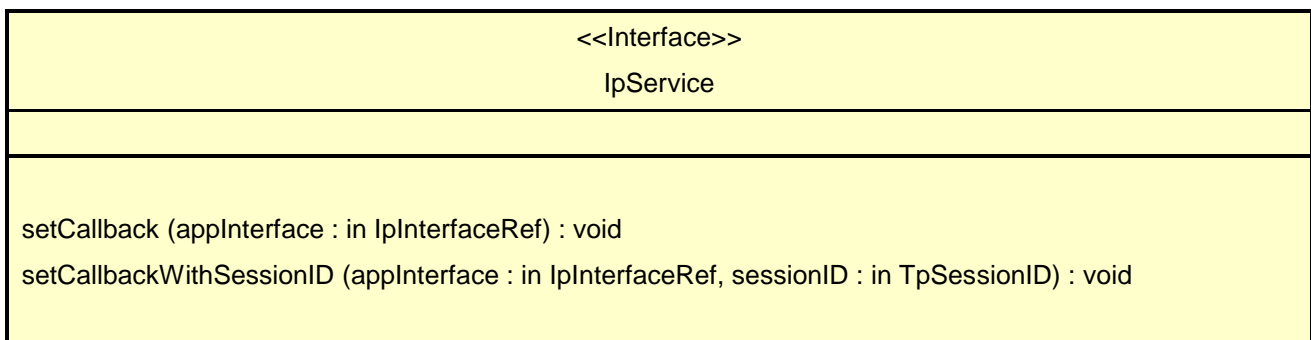 <<Interface>>
IpService
setCallback (appInterface : in IpInterfaceRef) : void
setCallbackWithSessionID (appInterface : in IpInterfaceRef, sessionID : in TpSessionID) : void